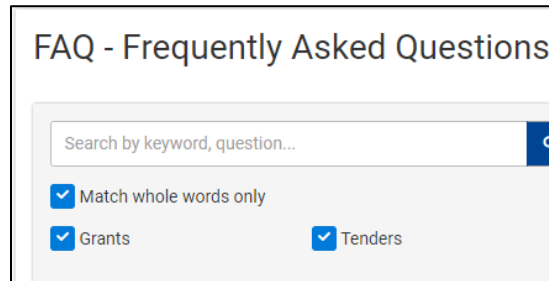 FAQ - Frequently Asked Questions
Search by keyword, question...
Match whole words only
Grants Tenders